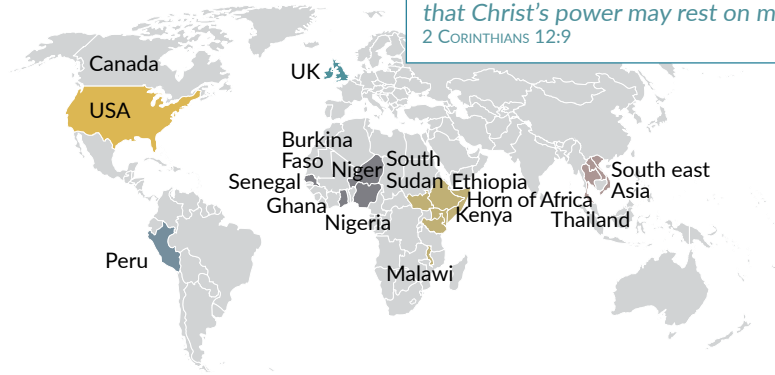 that Christ’s power may rest on m
2 Corinthians 12:9
Canada
UK
USA
Burkina
Faso
Niger
South
Sudan
Senegal
Ethiopia
South east
Asia
Ghana
Horn of Africa
Kenya
Thailand
Nigeria
Peru
Malawi